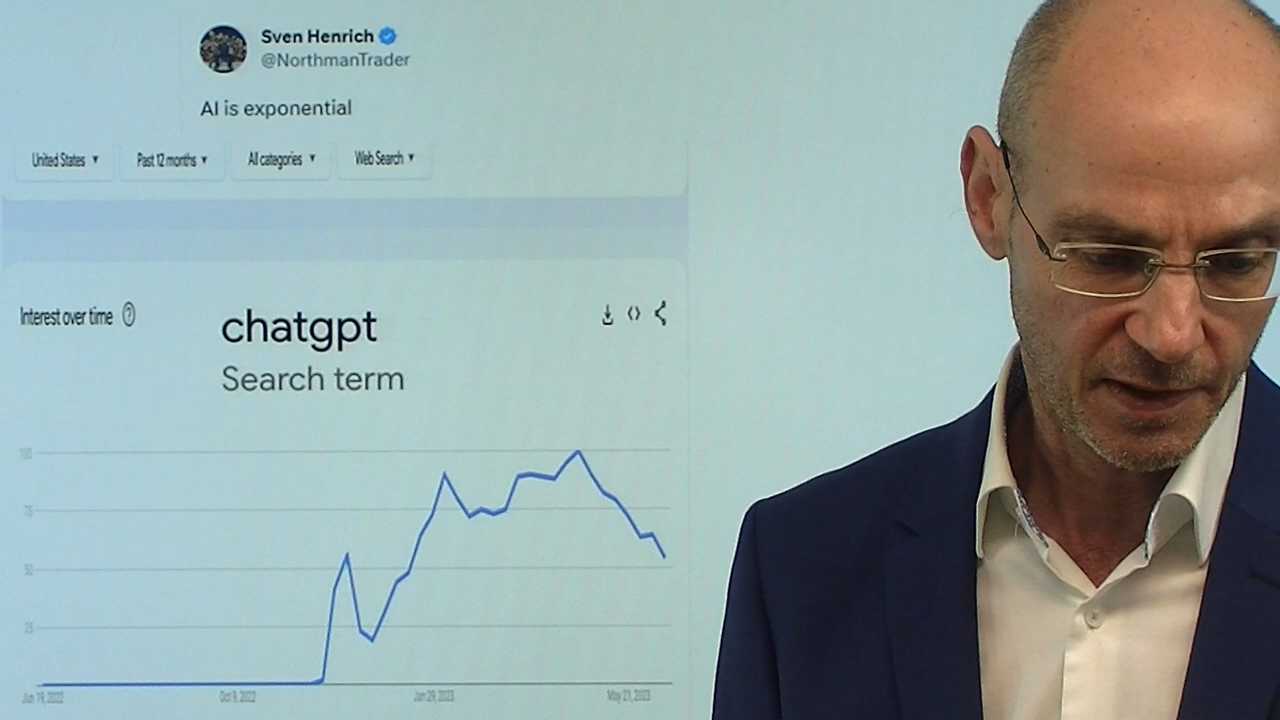 Sven Henrich
@NorthmanTrader
AI is exponential
United States Past 12 months All categories Web Search
Interest over time
chatgpt
Search term
100
75
50
25
Jun 19, 2022 Oct 9, 2022 Jan 29, 2023 May 21, 2023